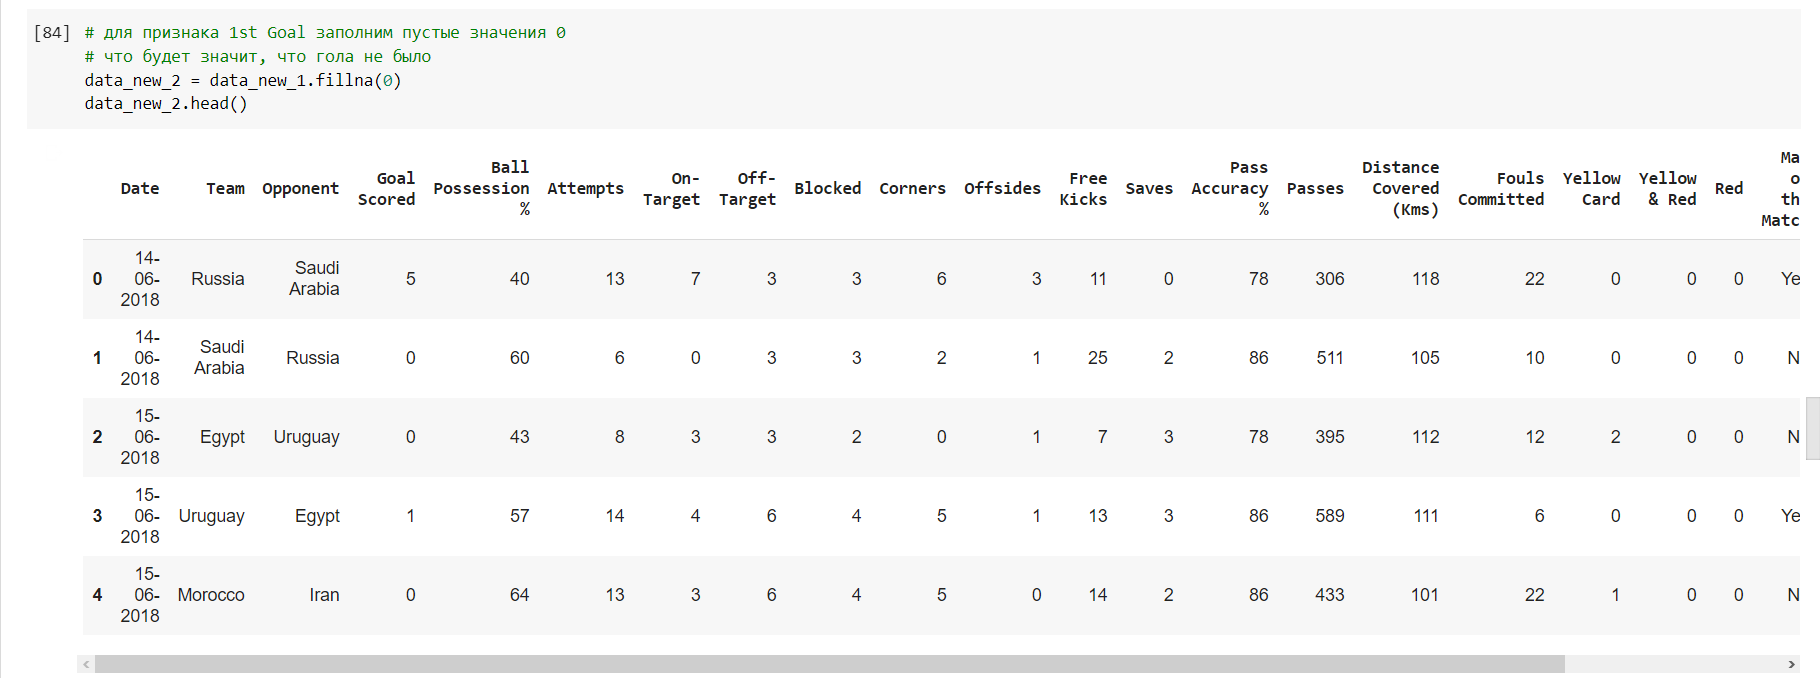 [84] # для признака 1st Goal заполним пустые значения 0
# что будет значит, что гола не было
data_new_2 = data_new_1.fillna(0)
data_new_2.head()
Date Team Opponent Goal Scored Ball Possession % Attempts On-Target Off-Target Blocked Corners Offsides Free Kicks Saves Pass Accuracy % Passes Distance Covered (Kms) Fouls Committed Yellow Card Yellow & Red Red Ma o th Matc
0 14-06-2018 Russia Saudi Arabia 5 40 13 7 3 3 6 3 11 0 78 306 118 22 0 0 0 Ye
1 14-06-2018 Saudi Arabia Russia 0 60 6 0 3 3 2 1 25 2 86 511 105 10 0 0 0 N
2 15-06-2018 Egypt Uruguay 0 43 8 3 3 2 0 1 7 3 78 395 112 12 2 0 0 N
3 15-06-2018 Uruguay Egypt 1 57 14 4 6 4 5 1 13 3 86 589 111 6 0 0 0 Ye
4 15-06-2018 Morocco Iran 0 64 13 3 6 4 5 0 14 2 86 433 101 22 1 0 0 N